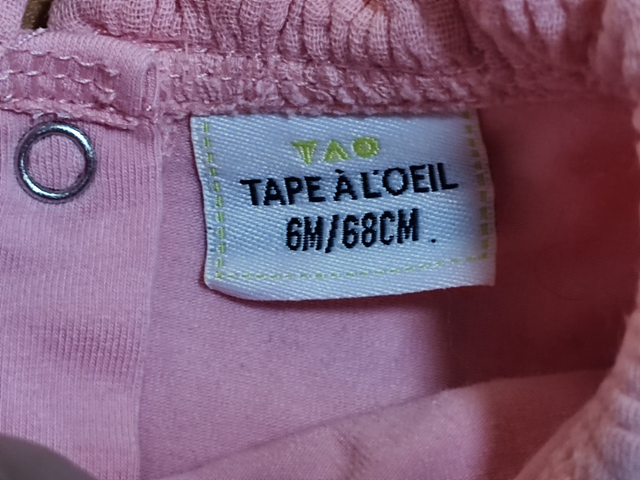 TAO
TAPE À L'OEIL
6M/68CM .